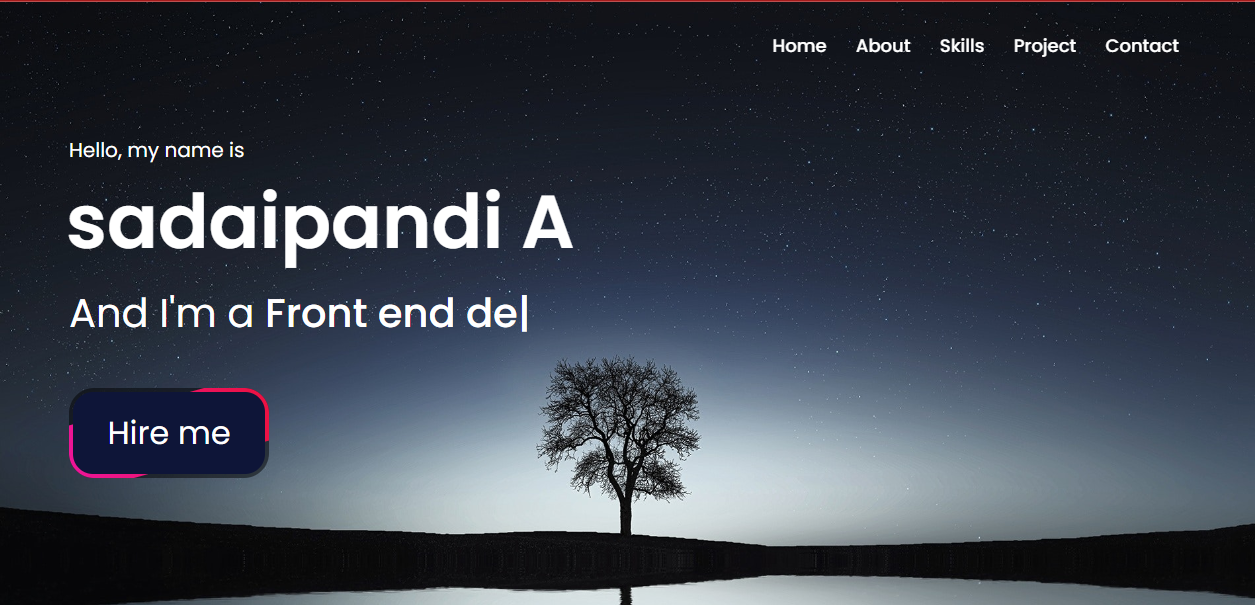 Home About Skills Project Contact
Hello, my name is
sadaipandi A
And I'm a Front end de|
Hire me